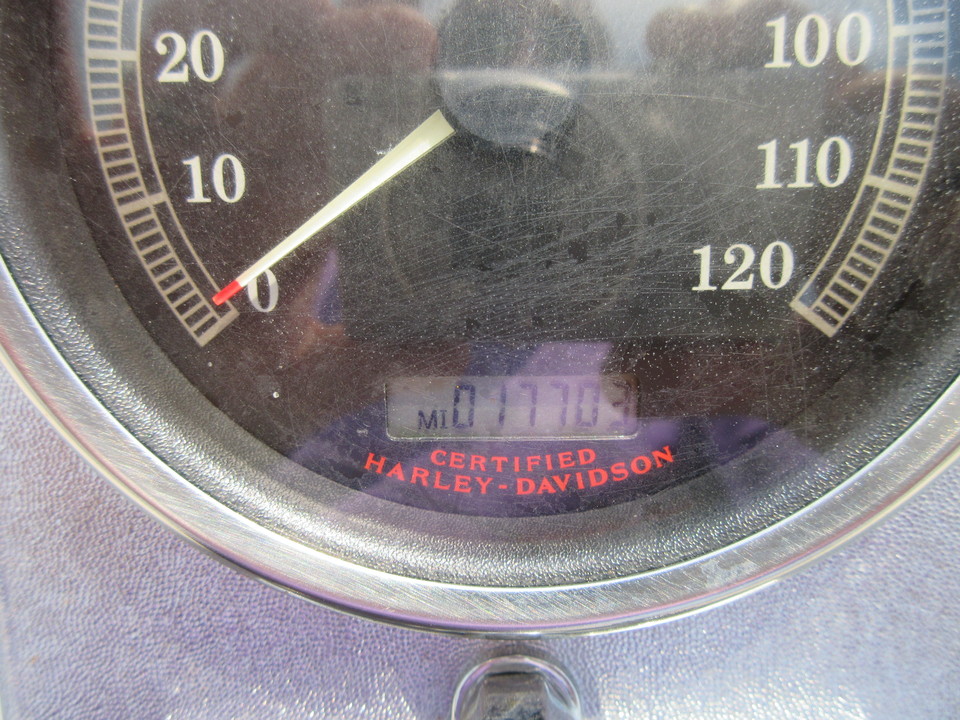 20 100
10 110
0 120
MI 017703
CERTIFIED
HARLEY-DAVIDSON